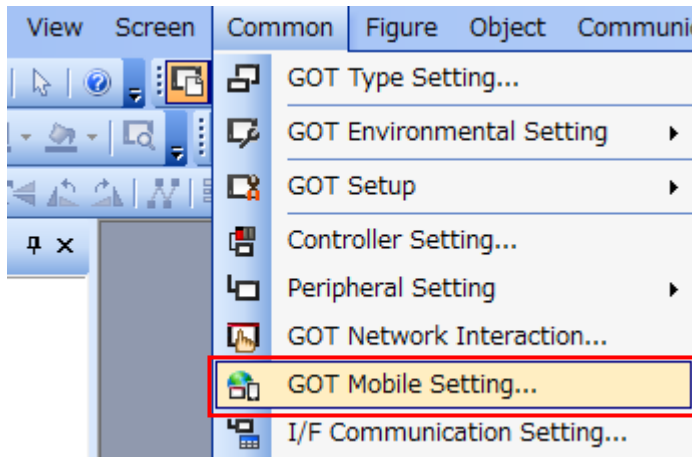 View Screen Common Figure Object Communi
GOT Type Setting...
GOT Environmental Setting
GOT Setup
Controller Setting...
Peripheral Setting
GOT Network Interaction...
GOT Mobile Setting...
I/F Communication Setting...